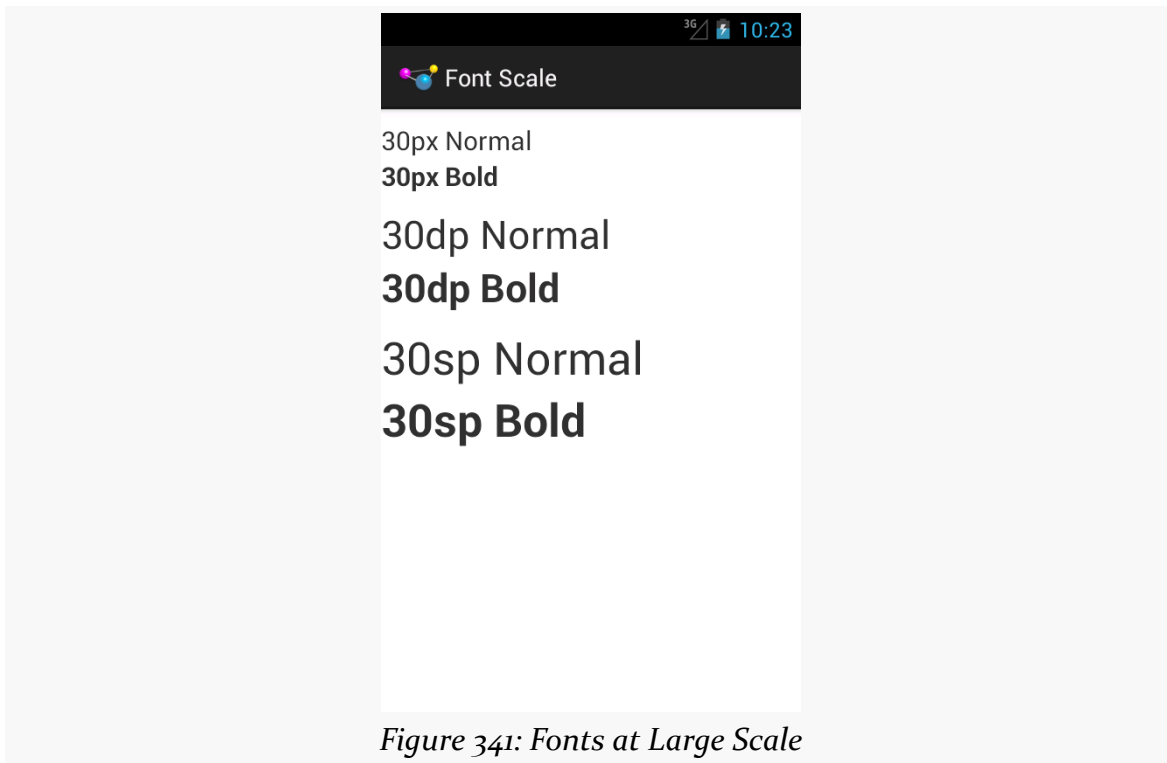 3G 10:23
Font Scale
30px Normal
30px Bold
30dp Normal
30dp Bold
30sp Normal
30sp Bold
Figure 341: Fonts at Large Scale